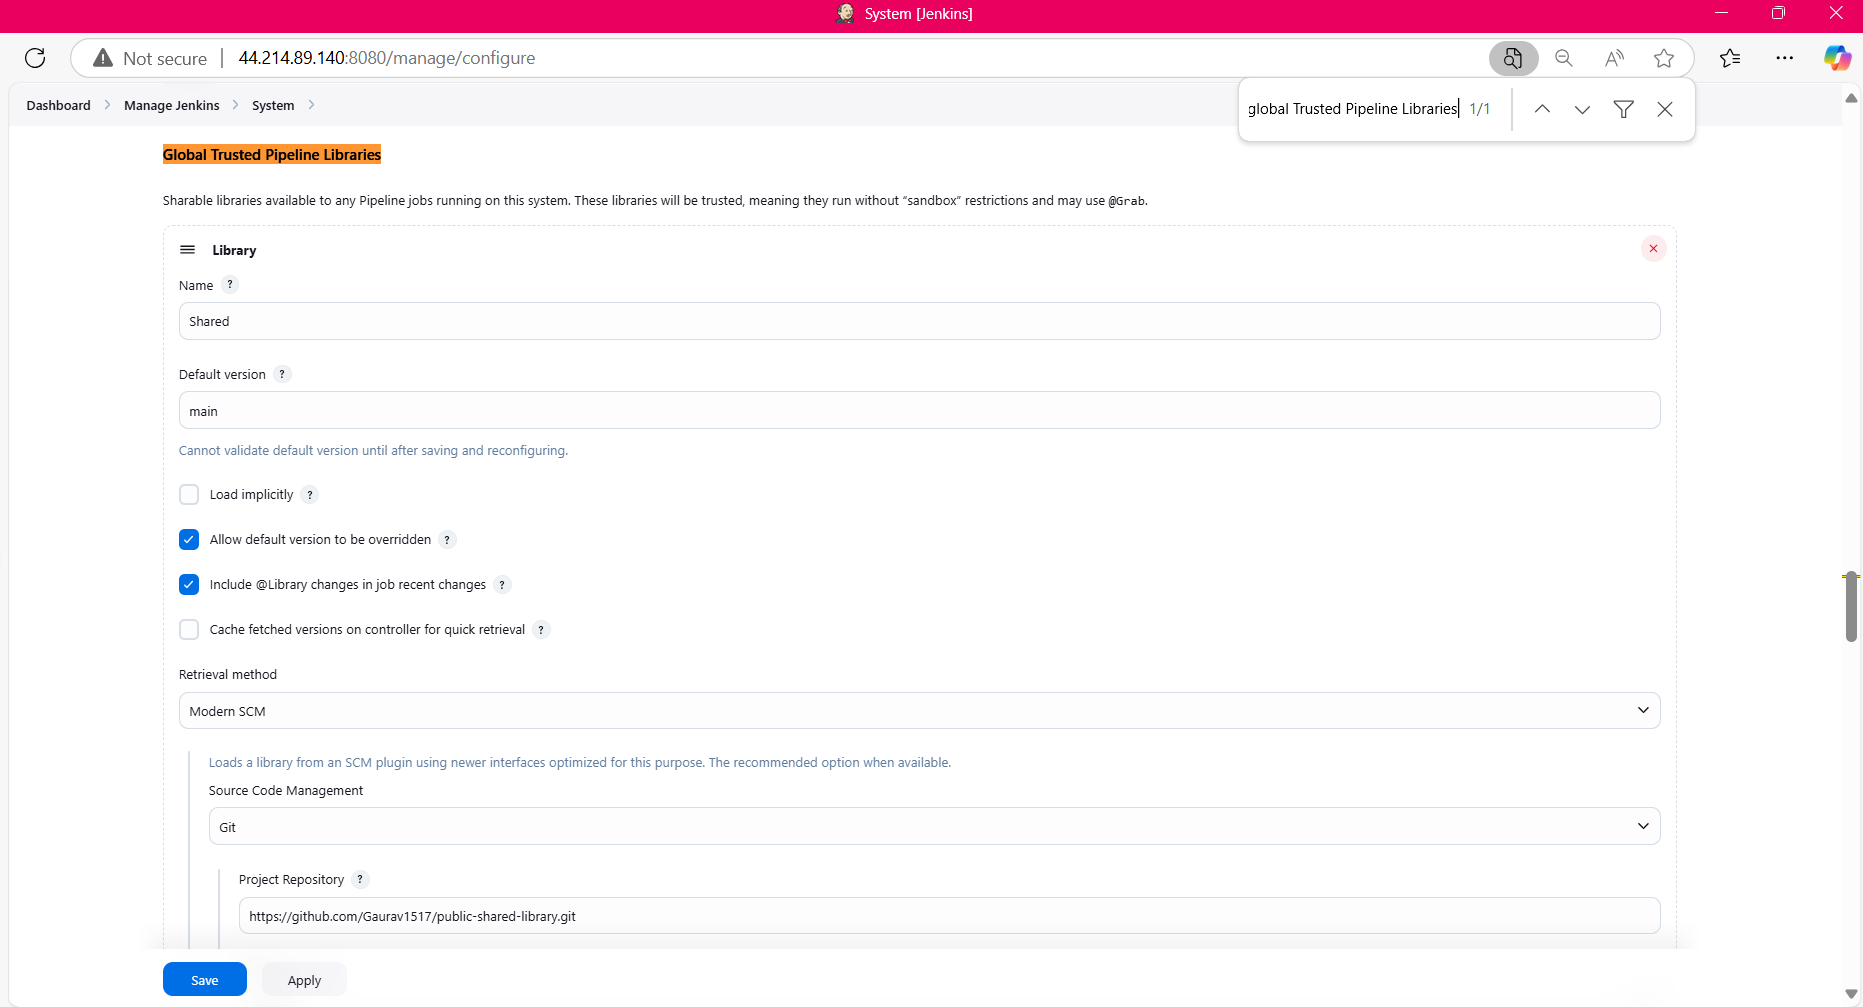 System [Jenkins]
Not secure 44.214.89.140:8080/manage/configure
Dashboard Manage Jenkins System
global Trusted Pipeline Libraries 1/1
Global Trusted Pipeline Libraries
Sharable libraries available to any Pipeline jobs running on this system. These libraries will be trusted, meaning they run without “sandbox” restrictions and may use @Grab.
Library
Name ?
Shared
Default version ?
main
Cannot validate default version until after saving and reconfiguring.
Load implicitly ?
Allow default version to be overridden ?
Include @Library changes in job recent changes ?
Cache fetched versions on controller for quick retrieval ?
Retrieval method
Modern SCM
Loads a library from an SCM plugin using newer interfaces optimized for this purpose. The recommended option when available.
Source Code Management
Git
Project Repository ?
https://github.com/Gaurav1517/public-shared-library.git
Save Apply